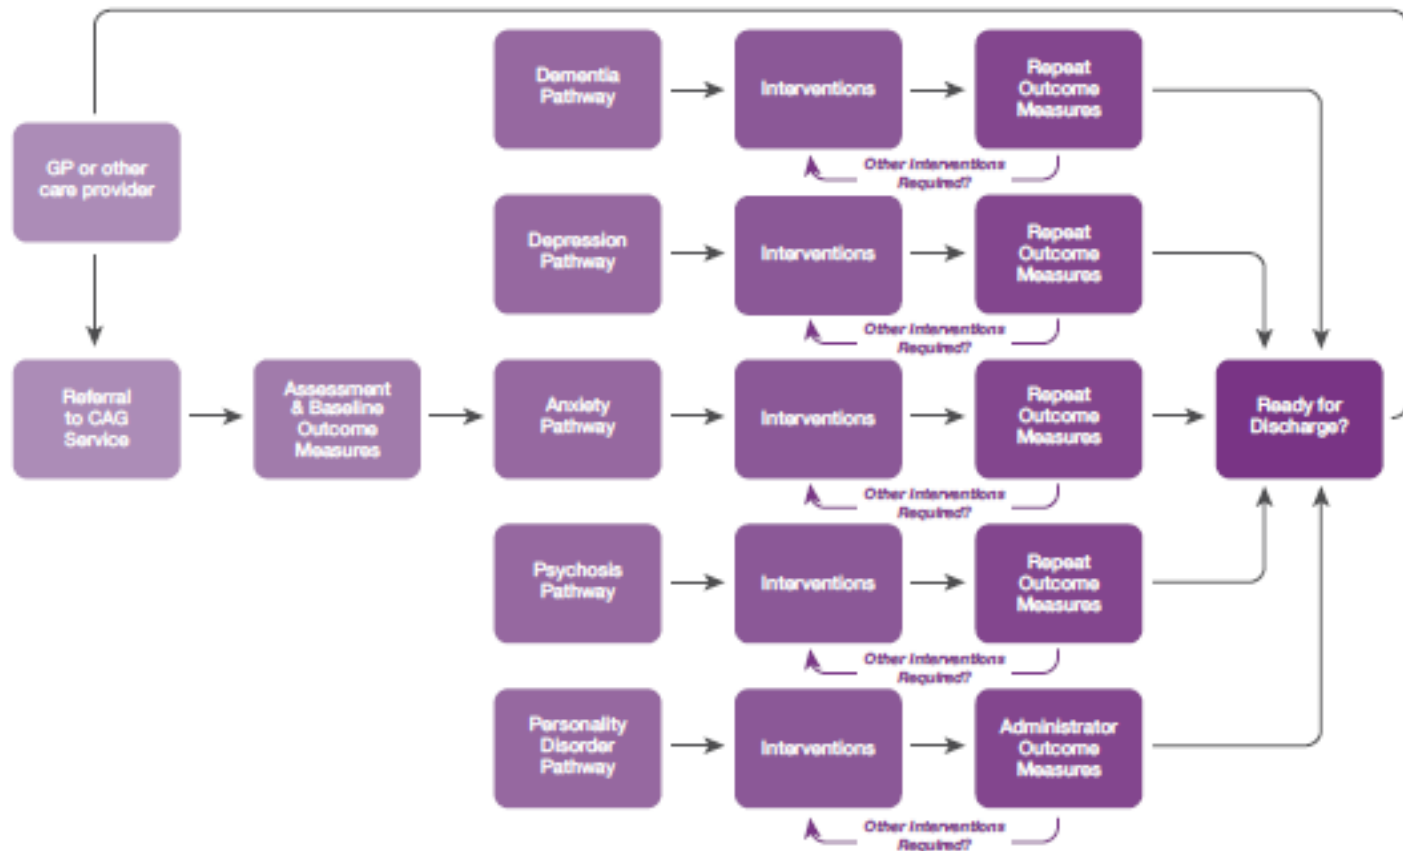 GP or other
care provider
Referral
to CAG
Service
Assessment
& Baseline
Outcome
Measures
Dementia
Pathway
Interventions
Repeat
Outcome
Measures
Other Interventions
Required?
Depression
Pathway
Interventions
Repeat
Outcome
Measures
Other Interventions
Required?
Anxiety
Pathway
Interventions
Repeat
Outcome
Measures
Other Interventions
Required?
Psychosis
Pathway
Interventions
Repeat
Outcome
Measures
Other Interventions
Required?
Personality
Disorder
Pathway
Interventions
Administrator
Outcome
Measures
Other Interventions
Required?
Ready for
Discharge?